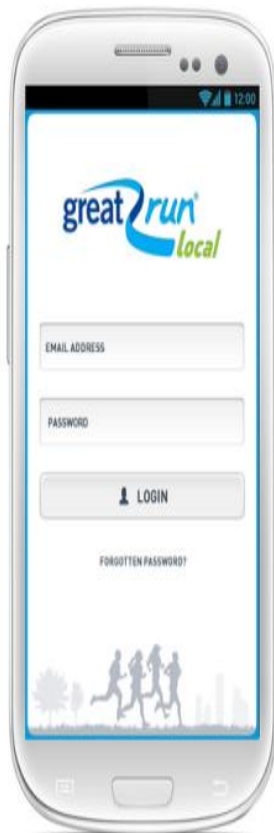 12:00
great run
local
EMAIL ADDRESS
PASSWORD
LOGIN
FORGOTTEN PASSWORD?